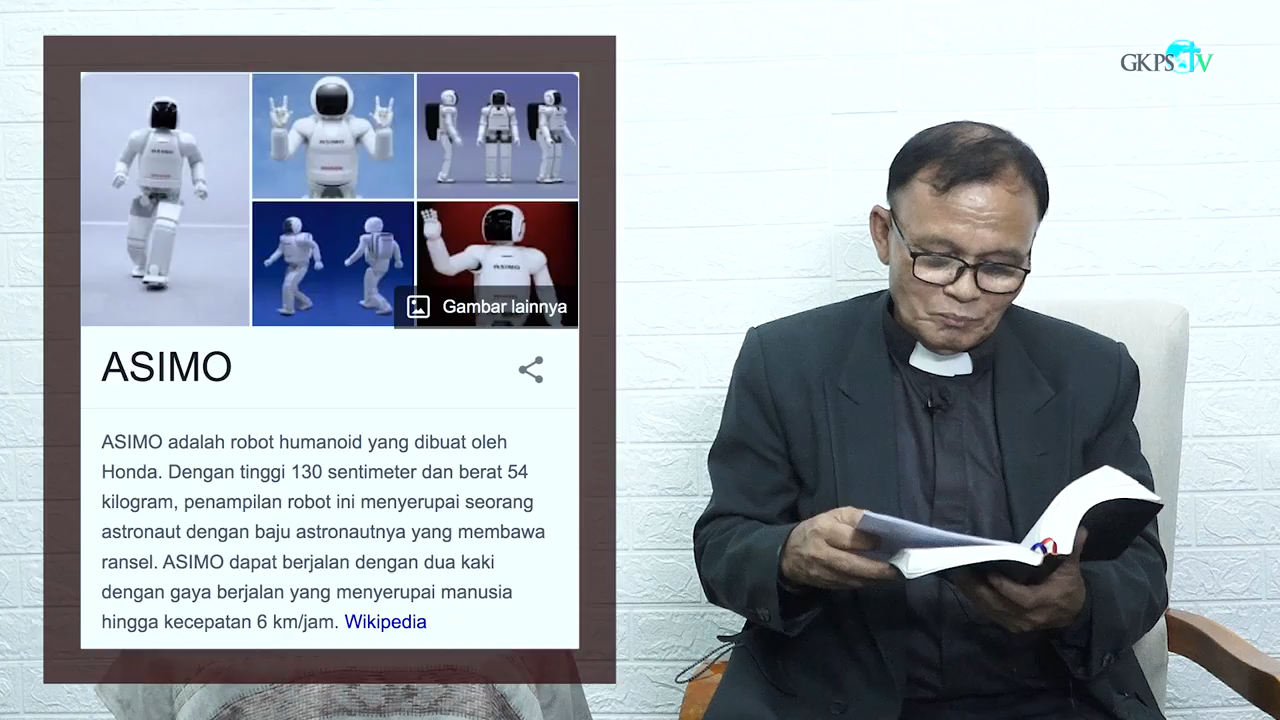 GKPS TV
Gambar lainnya
ASIMO
ASIMO adalah robot humanoid yang dibuat oleh
Honda. Dengan tinggi 130 sentimeter dan berat 54
kilogram, penampilan robot ini menyerupai seorang
astronaut dengan baju astronautnya yang membawa
ransel. ASIMO dapat berjalan dengan dua kaki
dengan gaya berjalan yang menyerupai manusia
hingga kecepatan 6 km/jam. Wikipedia